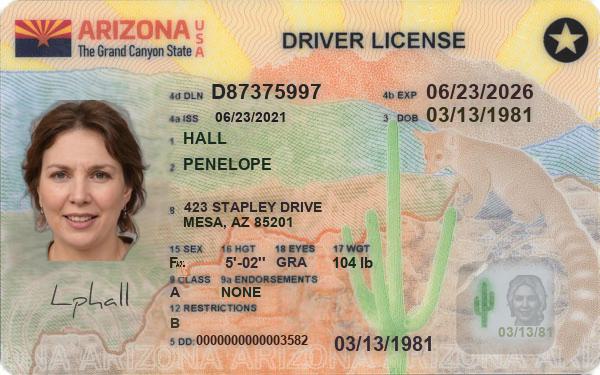 ARIZONA USA
The Grand Canyon State
DRIVER LICENSE
4d DLN D87375997
4b EXP 06/23/2026
4a ISS 06/23/2021
3 DOB 03/13/1981
1 HALL
2 PENELOPE
8 423 STAPLEY DRIVE
MESA, AZ 85201
15 SEX 16 HGT 18 EYES 17 WGT
F 5'-02" GRA 104 lb
9 CLASS 9a ENDORSEMENTS
A NONE
12 RESTRICTIONS
B
5 DD: 0000000000003582
03/13/1981
Lphall
03/13/81
ARIZONA ARIZONA ARIZONA ARIZONA